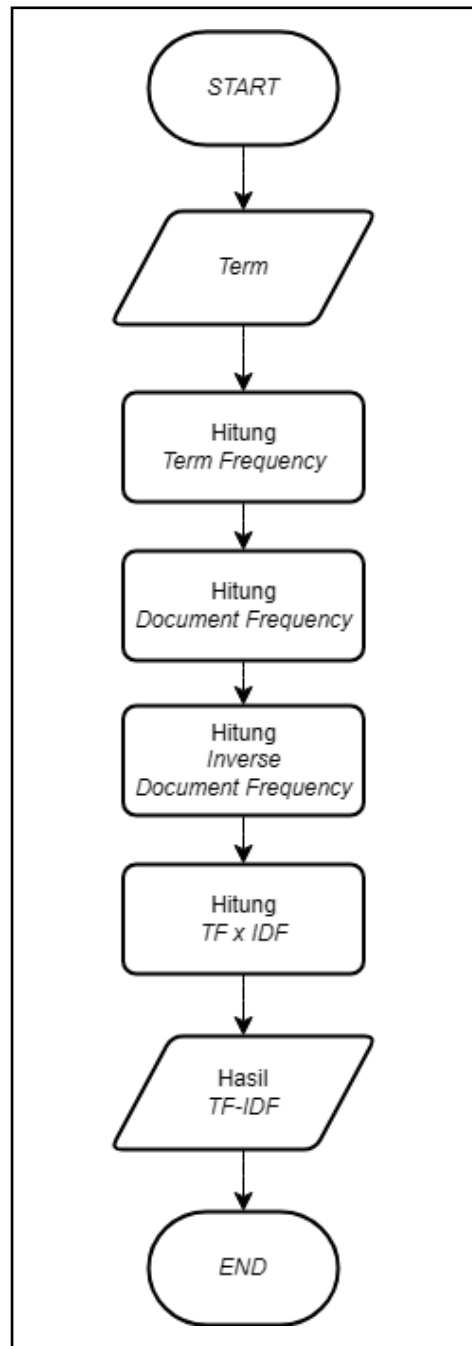 START
Term
Hitung
Term Frequency
Hitung
Document Frequency
Hitung
Inverse
Document Frequency
Hitung
TF x IDF
Hasil
TF-IDF
END